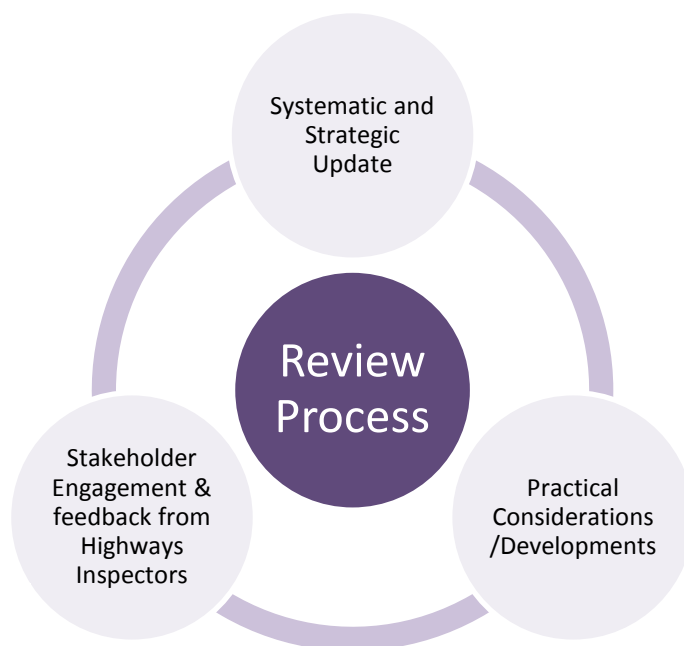 Systematic and
Strategic
Update
Review
Process
Stakeholder
Engagement &
feedback from
Highways
Inspectors
Practical
Considerations
/Developments